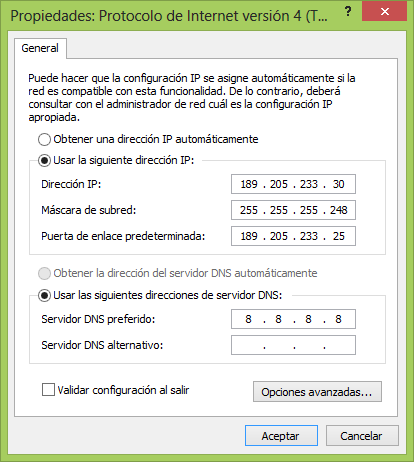 Propiedades: Protocolo de Internet versión 4 (T...
?
General
Puede hacer que la configuración IP se asigne automáticamente si la
red es compatible con esta funcionalidad. De lo contrario, deberá
consultar con el administrador de red cuál es la configuración IP
apropiada.
Obtener una dirección IP automáticamente
Usar la siguiente dirección IP:
Dirección IP: 189 . 205 . 233 . 30
Máscara de subred: 255 . 255 . 255 . 248
Puerta de enlace predeterminada: 189 . 205 . 233 . 25
Obtener la dirección del servidor DNS automáticamente
Usar las siguientes direcciones de servidor DNS:
Servidor DNS preferido: 8 . 8 . 8 . 8
Servidor DNS alternativo: . . .
Validar configuración al salir
Opciones avanzadas...
Aceptar Cancelar